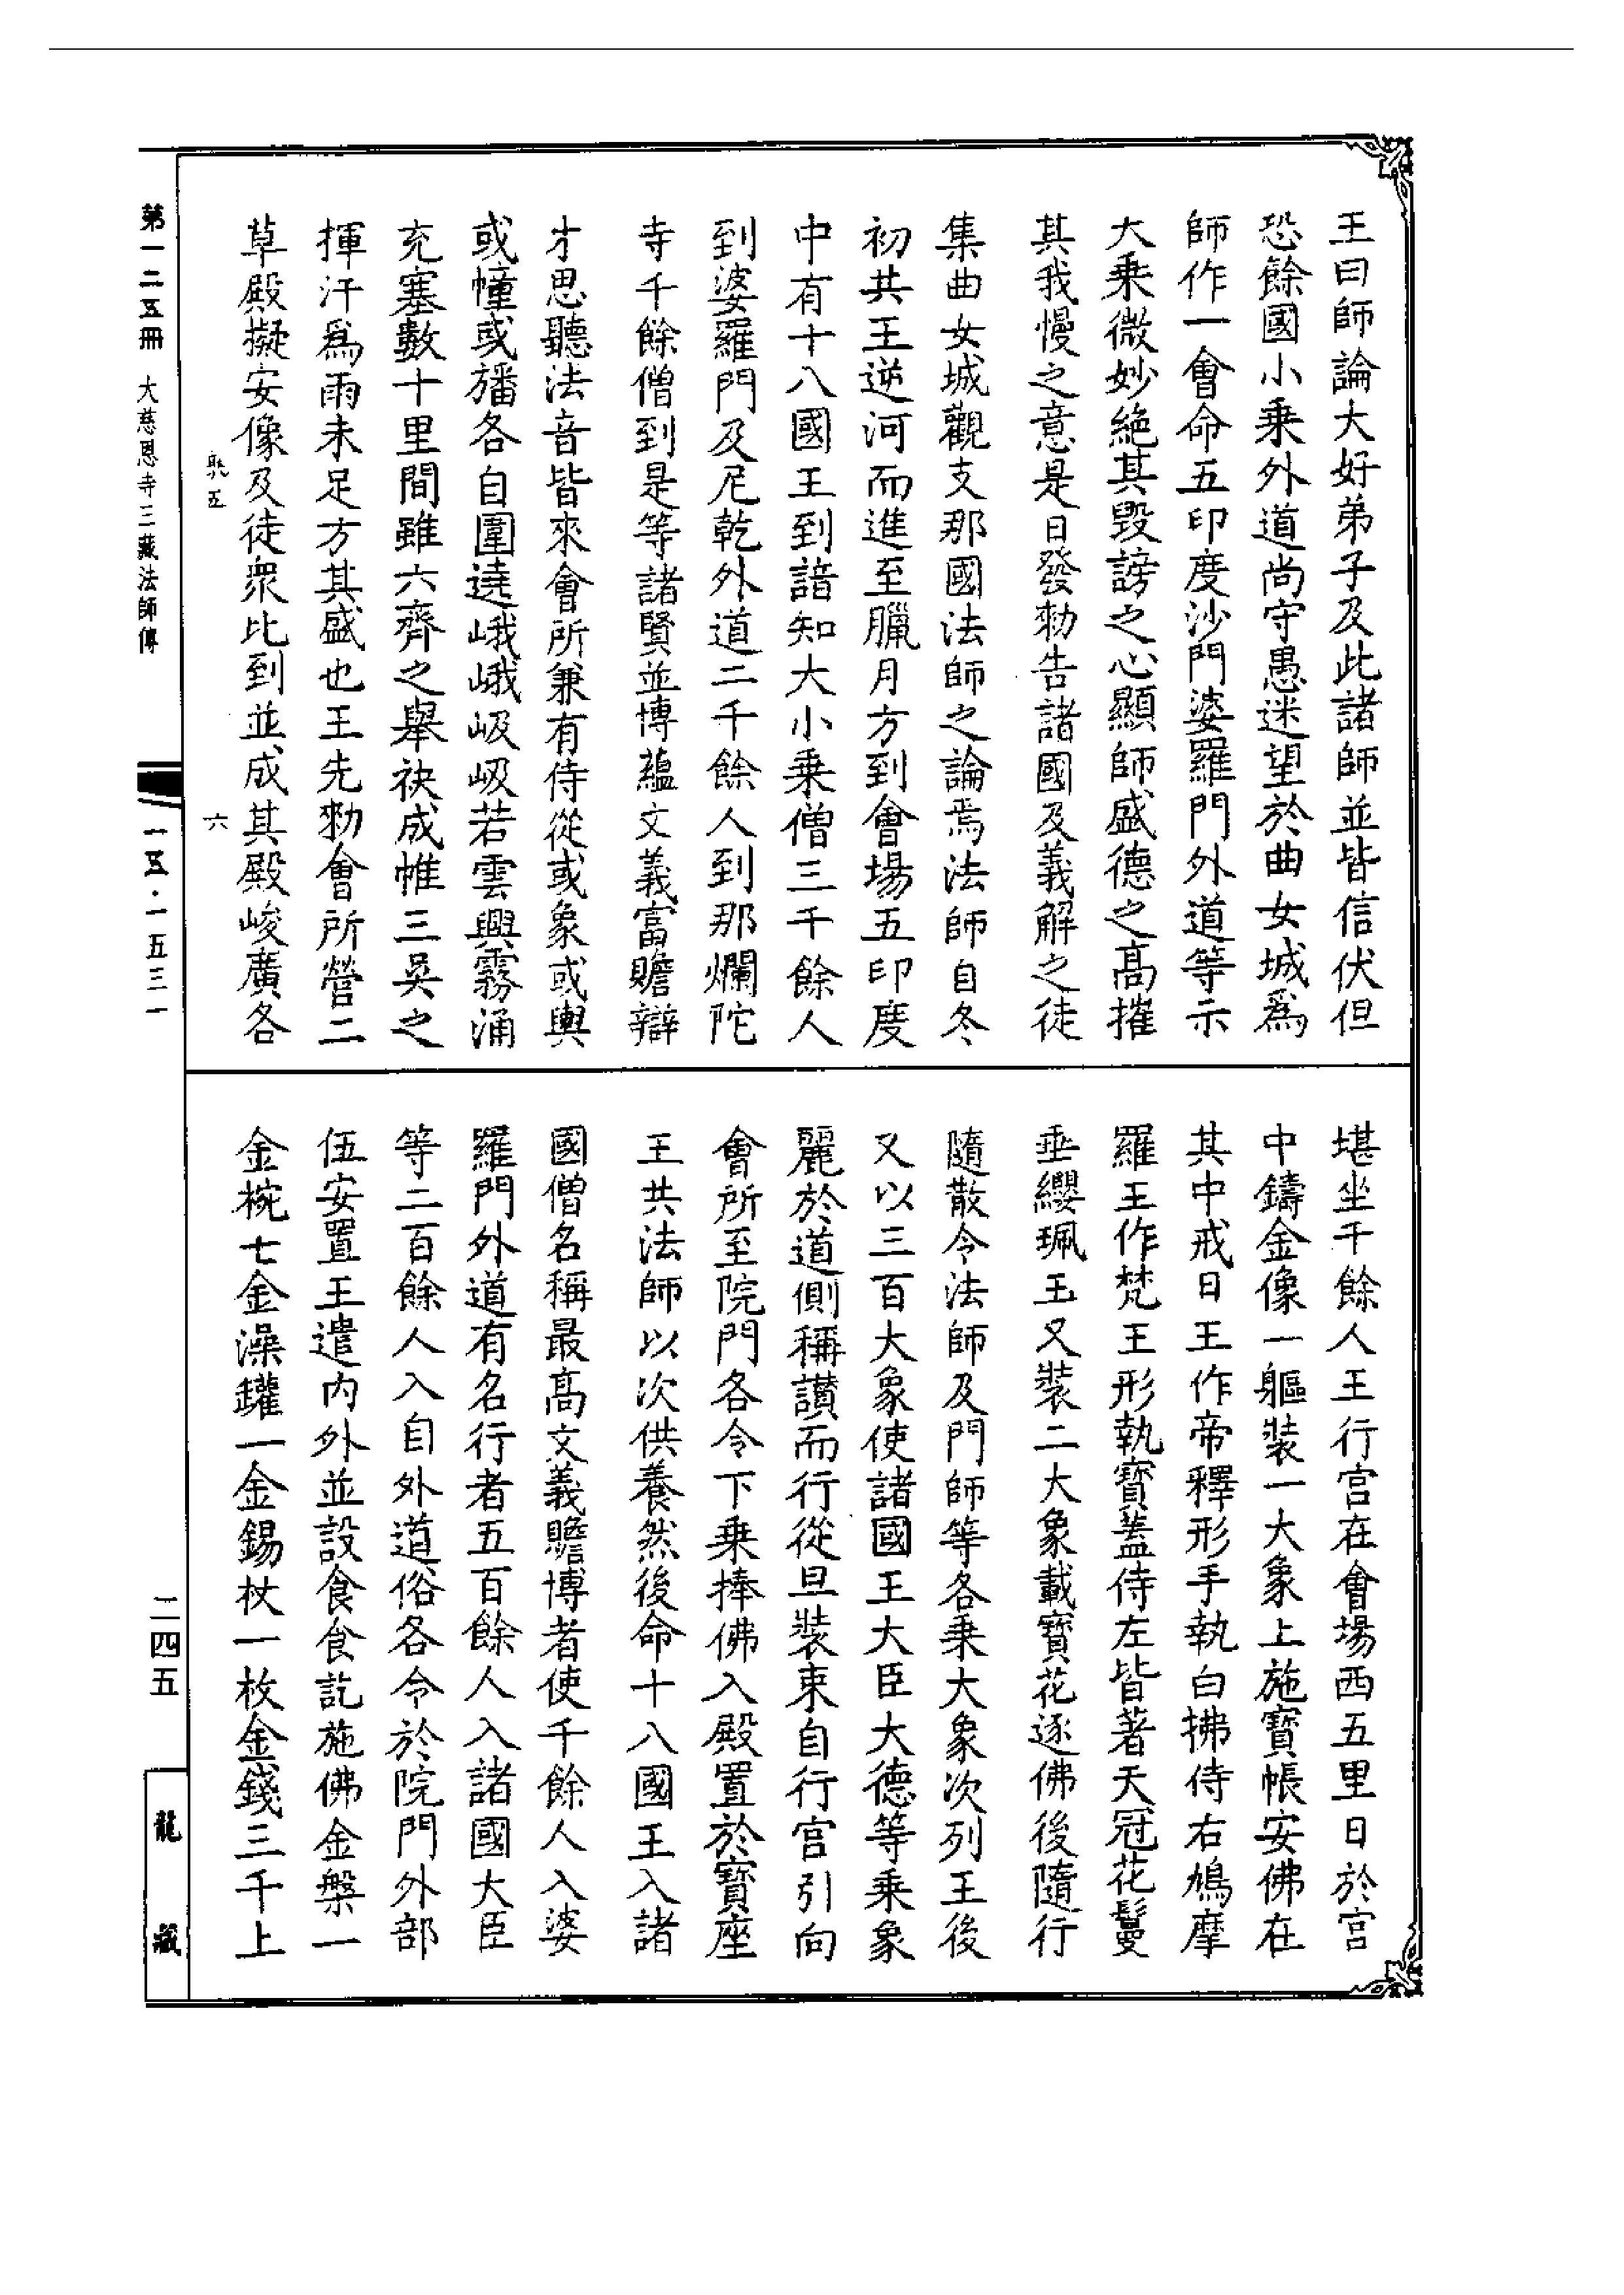 王曰師論大好弟子及此諸師並皆信伏但
恐餘國小乗外道尚守愚迷望於曲女城爲
師作一會命五印度沙門婆羅門外道等示
大乗微妙絶其毀謗之心顯師盛德之高摧
其我慢之意是日發勑告諸國及義解之徒
集曲女城觀支那國法師之論焉法師自冬
初共王逆河而進至臘月方到會場五印度
中有十八國王到諳知大小乗僧三千餘人
到婆羅門及尼乾外道二千餘人到那爛陀
寺千餘僧到是等諸賢並博蘊文義富贍辯
才思聽法音皆來會所兼有侍從或象或輿
或幢或旛各自圍遶峨峨岋岋若雲興霧涌
充塞數十里間雖六齊之舉袂成帷三吳之
揮汗爲雨未足方其盛也王先勑會所營二
草殿擬安像及徒衆比到並成其殿峻廣各
堪坐千餘人王行宮在會場西五里日於宮
中鑄金像一軀裝一大象上施寶帳安佛在
其中戒日王作帝釋形手執白拂侍右鳩摩
羅王作梵王形執寶蓋侍左皆著天冠花鬘
垂纓珮玉又裝二大象載寶花逐佛後隨行
隨散令法師及門師等各乗大象次列王後
又以三百大象使諸國王大臣大德等乗象
麗於道側稱讃而行從旦裝束自行宮引向
會所至院門各令下乗捧佛入殿置於寶座
王共法師以次供養然後命十八國王入諸
國僧名稱最高文義贍博者使千餘人入婆
羅門外道有名行者五百餘人入諸國大臣
等二百餘人入自外道俗各令於院門外部
伍安置王遣内外並設食食訖施佛金槃一
金椀七金澡罐一金錫杖一枚金錢三千上
孰五
六
第一二五冊 大慈恩寺三藏法師傳
一五·一五三一
二四五
龍藏